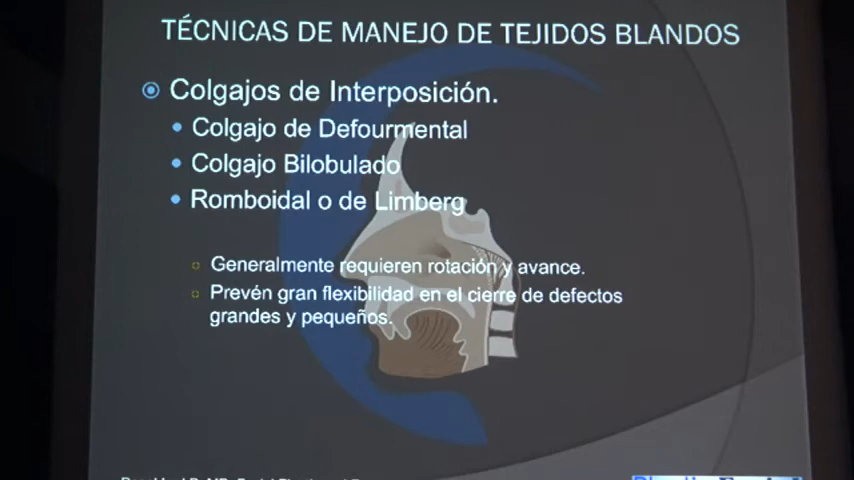 TÉCNICAS DE MANEJO DE TEJIDOS BLANDOS
Colgajos de Interposición.
Colgajo de Defourmental
Colgajo Bilobulado
Romboidal o de Limberg
Generalmente requieren rotación y avance.
Prevén gran flexibilidad en el cierre de defectos
grandes y pequeños.